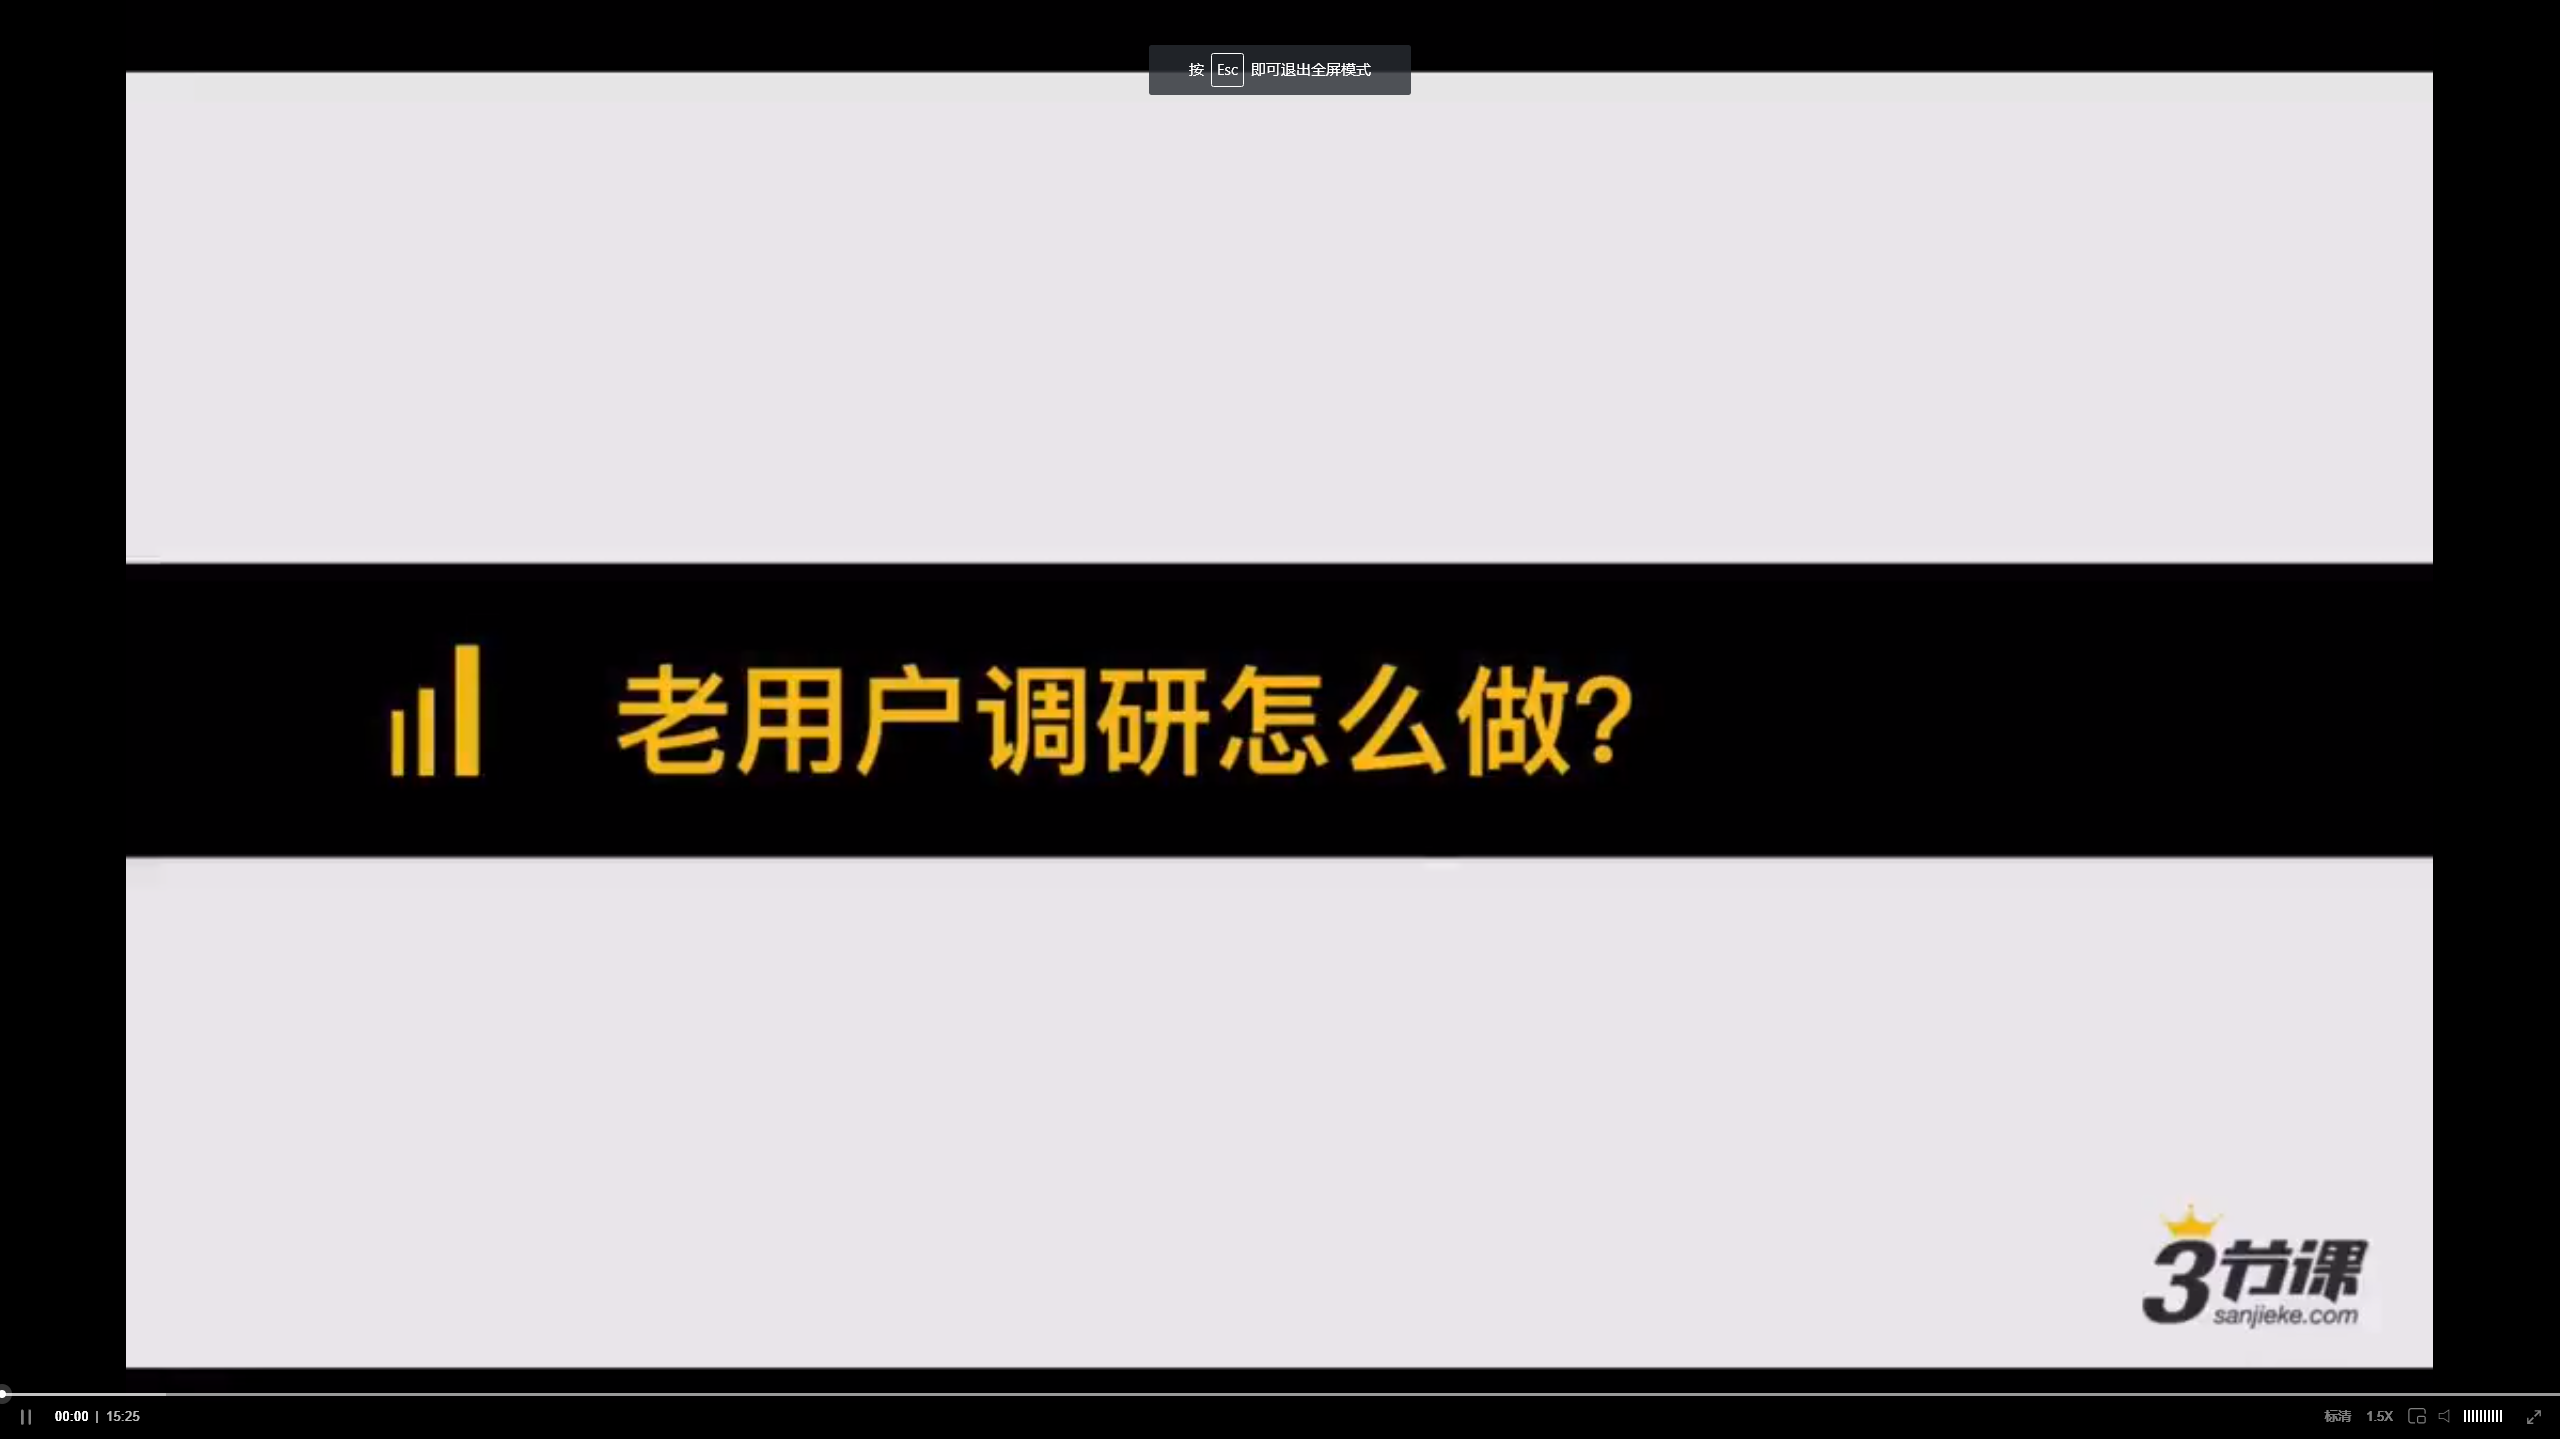 按 Esc 即可退出全屏模式
老用户调研怎么做?
3节课
sanjieke.com
00:00 | 15:25
标清 1.5X